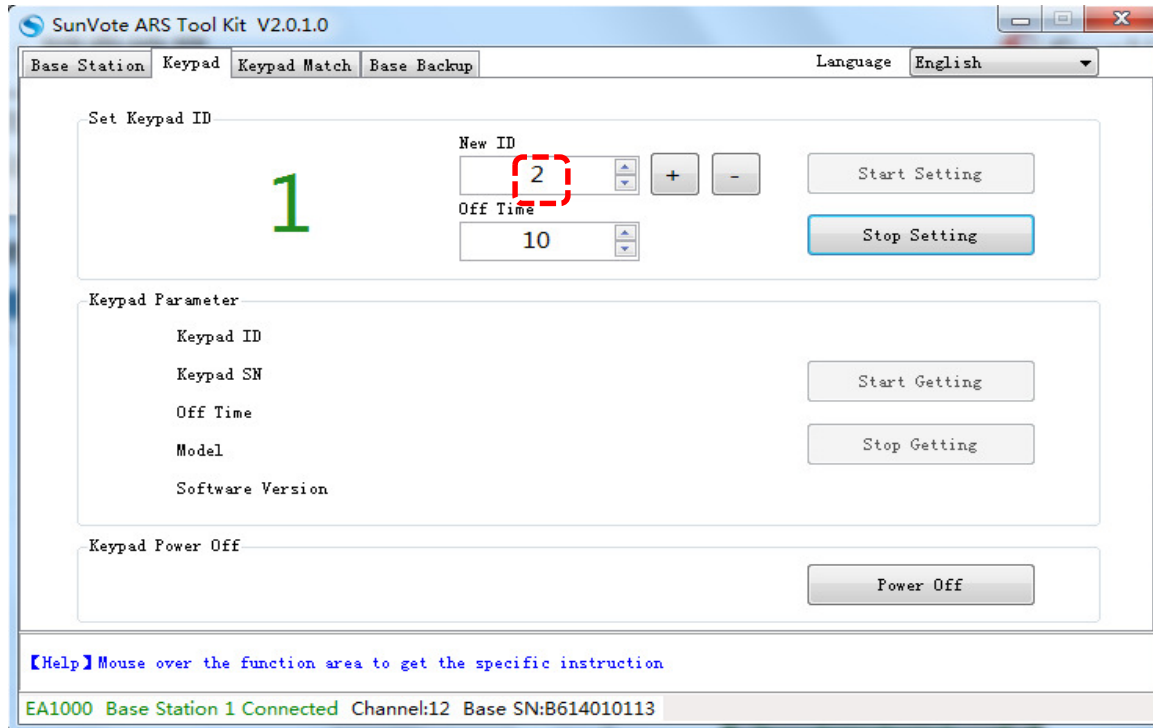 SunVote ARS Tool Kit V2.0.1.0
Base Station Keypad Keypad Match Base Backup Language English
Set Keypad ID
New ID
1 2 + - Start Setting
Off Time
10 Stop Setting
Keypad Parameter
Keypad ID
Keypad SN
Start Getting
Off Time
Model Stop Getting
Software Version
Keypad Power Off
Power Off
【Help】Mouse over the function area to get the specific instruction
EA1000 Base Station 1 Connected Channel:12 Base SN:B614010113